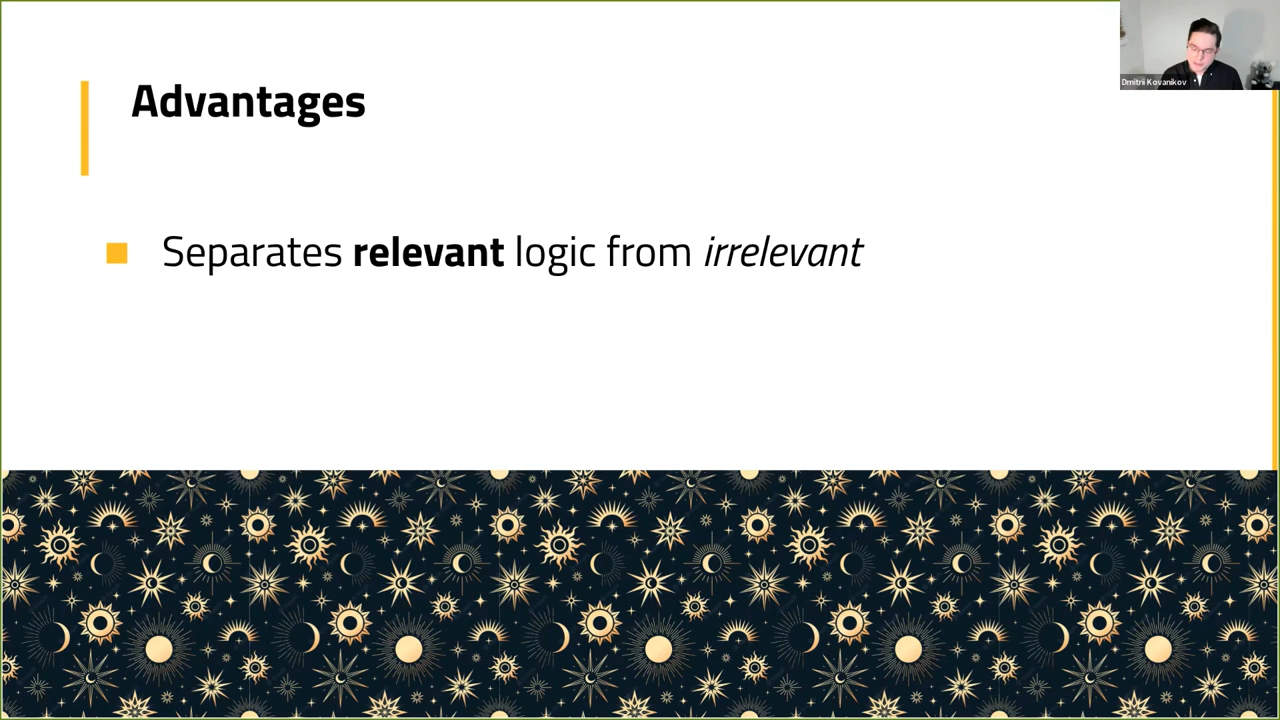 Advantages
Separates relevant logic from irrelevant
Dmitrii Kovanikov